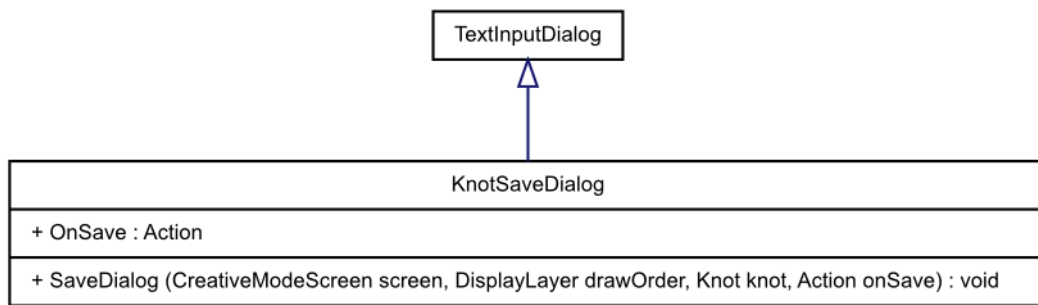 TextInputDialog
KnotSaveDialog
+ OnSave : Action
+ SaveDialog (CreativeModeScreen screen, DisplayLayer drawOrder, Knot knot, Action onSave) : void